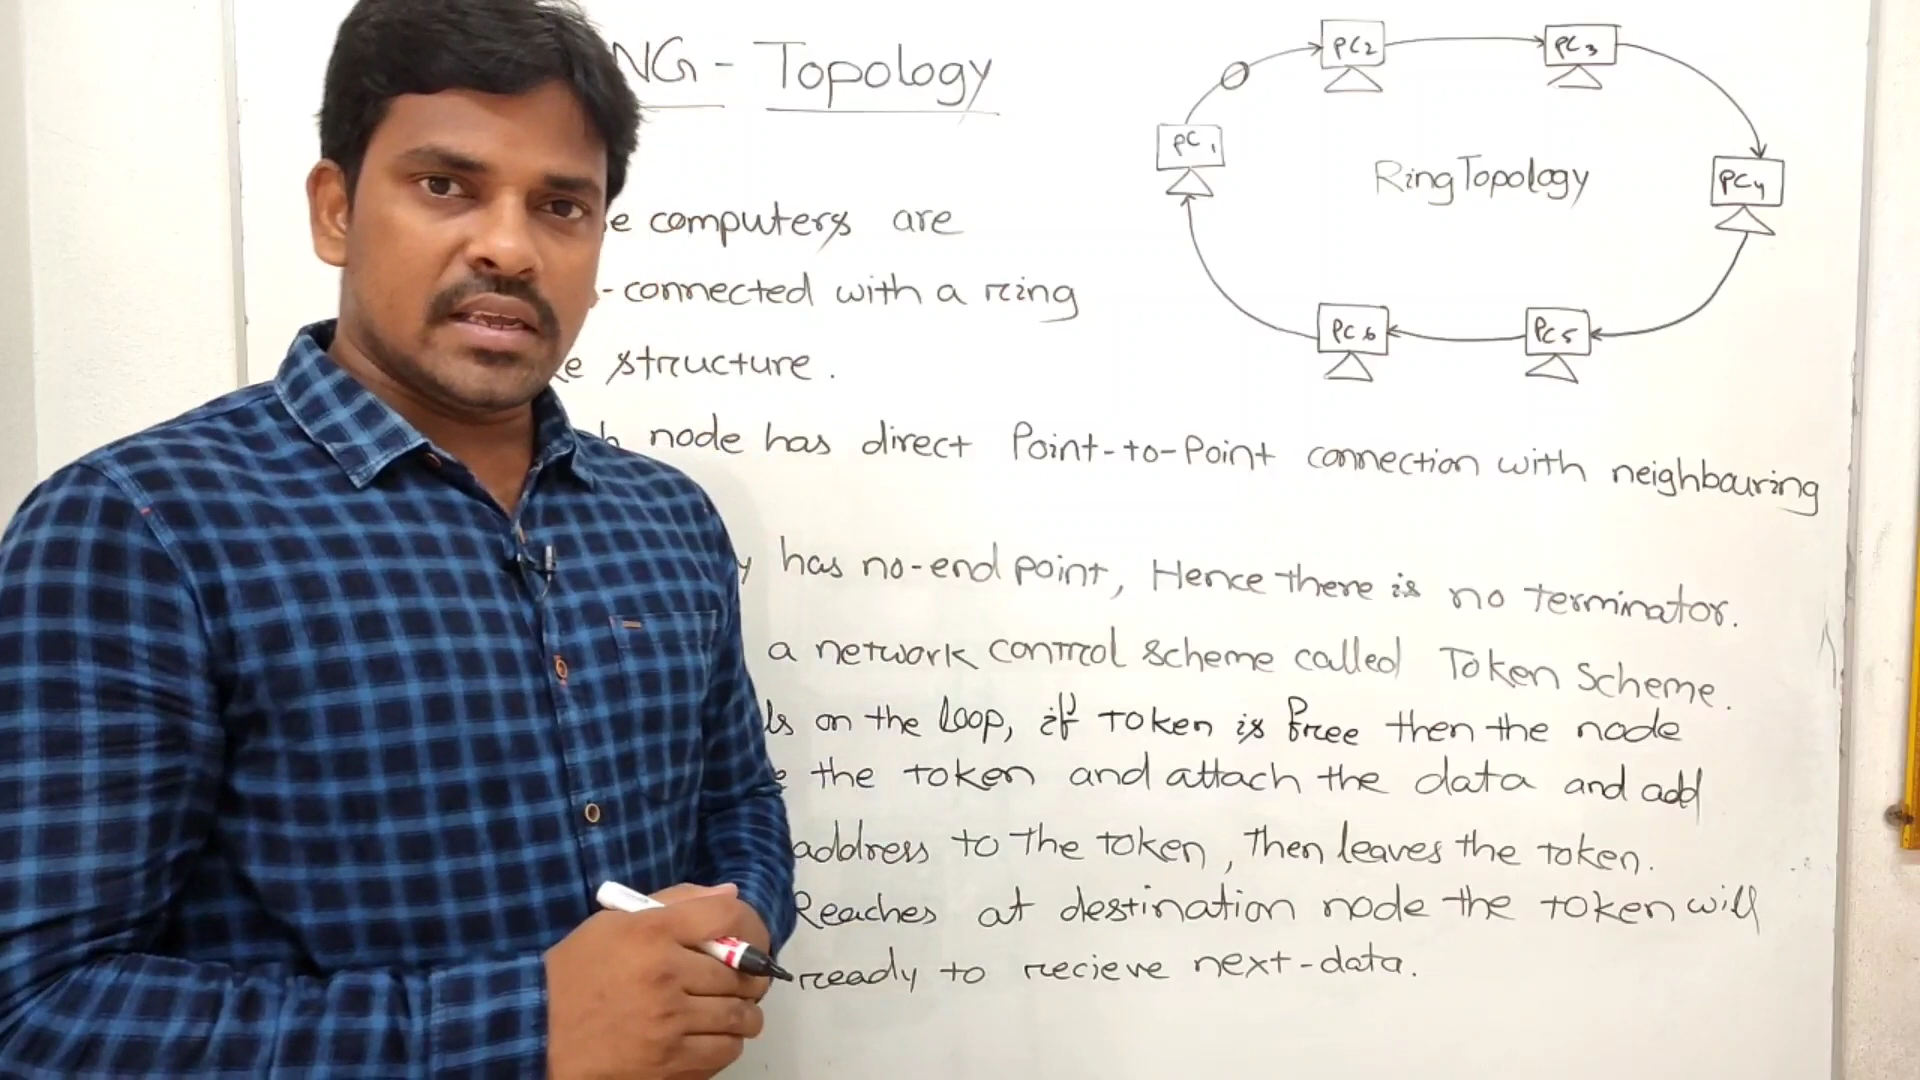 NG - Topology
PC2
PC3
PC1
PC4
Ring Topology
PC6
PC5
computers are
-connected with a ring
structure.
node has direct Point-to-Point connection with neighbouring
has no-end point, Hence there is no terminator.
a network control scheme called Token Scheme.
on the loop, if token is free then the node
the token and attach the data and add
address to the token, Then leaves the token.
Reaches at destination node the token will
ready to recieve next-data.